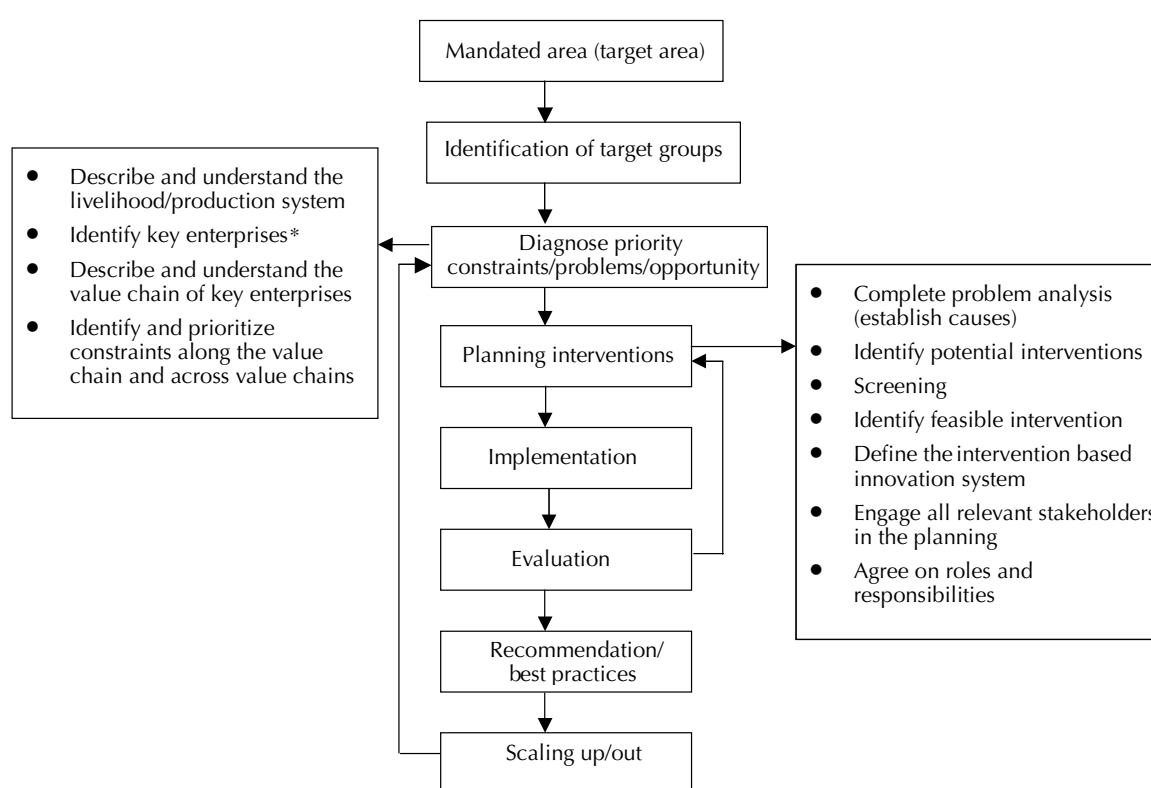 Mandated area (target area)
Identification of target groups
● Describe and understand the
livelihood/production system
● Identify key enterprises*
● Describe and understand the
value chain of key enterprises
● Identify and prioritize
constraints along the value
chain and across value chains
Diagnose priority
constraints/problems/opportunity
Planning interventions
● Complete problem analysis
(establish causes)
● Identify potential interventions
● Screening
● Identify feasible intervention
● Define the intervention based
innovation system
● Engage all relevant stakeholders
in the planning
● Agree on roles and
responsibilities
Implementation
Evaluation
Recommendation/
best practices
Scaling up/out